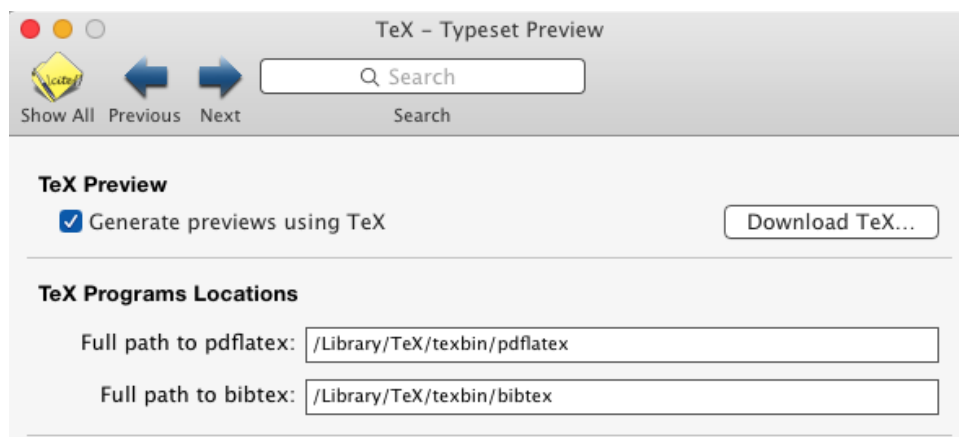 TeX – Typeset Preview
\cite{}
Search
Show All Previous Next Search
TeX Preview
Generate previews using TeX Download TeX...
TeX Programs Locations
Full path to pdflatex: /Library/TeX/texbin/pdflatex
Full path to bibtex: /Library/TeX/texbin/bibtex